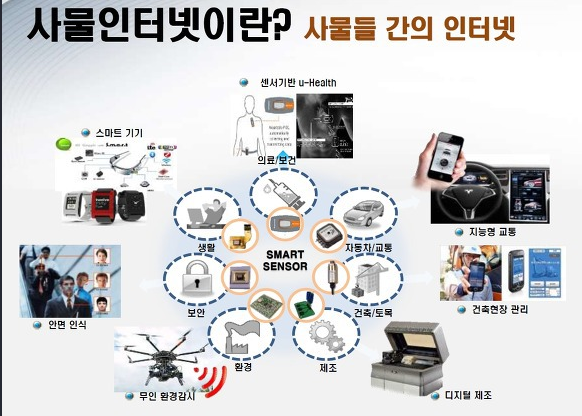 사물인터넷이란? 사물들 간의 인터넷
센서기반 u-Health
스마트 기기
의료/보건
지능형 교통
생활
자동차/교통
SMART
SENSOR
안면 인식
보안
건축/토목
건축현장 관리
환경
제조
무인 환경감시
디지털 제조